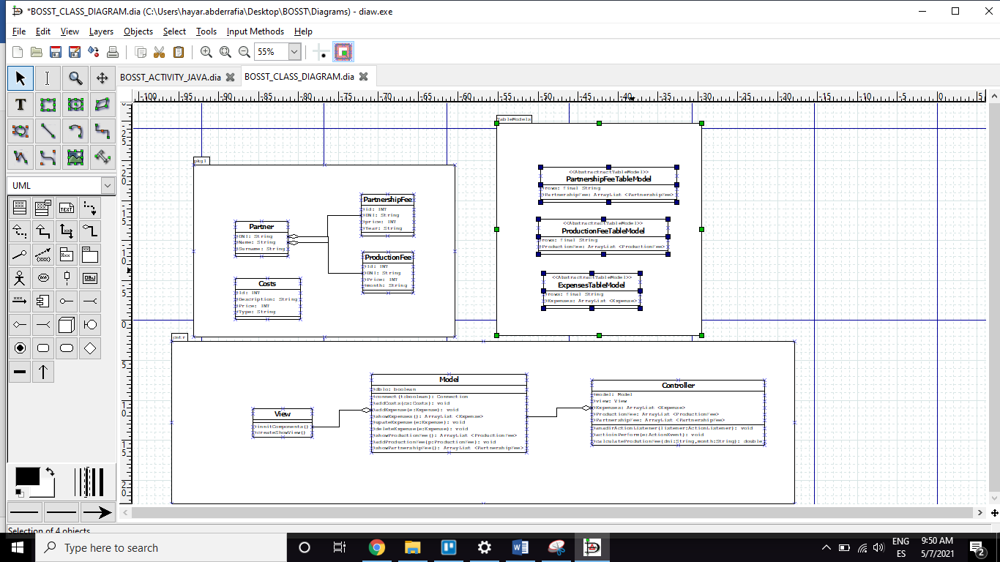 *BOSST_CLASS_DIAGRAM.dia (C:\Users\hayar.abderrafia\Desktop\BOSST\Diagrams) - diaw.exe
File Edit View Layers Objects Select Tools Input Methods Help
55%
BOSST_ACTIVITY_JAVA.dia
BOSST_CLASS_DIAGRAM.dia
-100 -95 -90 -85 -80 -75 -70 -65 -60 -55 -50 -45 -40 -35 -30 -25 -20 -15 -10 -5 0
UML
TableModels
<<AbstractTableModel>>
PartnershipFeeTableModel
rows: final String
PartnershipFee: ArrayList <PartnershipFee>
<<AbstractTableModel>>
ProductionFeeTableModel
rows: final String
ProductionFee: ArrayList <ProductionFee>
<<AbstractTableModel>>
ExpensesTableModel
rows: final String
Expenses: ArrayList <Expense>
pkg1
PartnershipFee
+id: INT
+DNI: String
+price: INT
+Year: String
Partner
+DNI: String
+Name: String
+Surname: String
ProductionFee
+Id: INT
+DNI: String
+Price: INT
+month: String
Costs
+Id: INT
+Description: String
+Price: INT
+Type: String
cntr
View
+innitComponents()
+createShowView()
Model
+dblo: boolean
+connect(t:boolean): Connection
+addCosts(cs:Costs): void
+addExpense(e:Expense): void
+showExpenses(): ArrayList <Expense>
+updateExpense(e:Expense): void
+deleteExpense(e:Expense): void
+showProductionFee(): ArrayList <ProductionFee>
+addProductionFee(p:ProductionFee): void
+showPartnershipFee(): ArrayList <PartnershipFee>
Controller
+model: Model
+view: View
+Expenses: ArrayList <Expense>
+ProductionFee: ArrayList <ProductionFee>
+PartnershipFee: ArrayList <PartnershipFee>
+anadirActionListener(listener:ActionListener): void
+actioinPerform(e:ActionEvent): void
+calculateProductionFee(dni:String,month:String): double
Selection of 4 objects
Type here to search
ENG
ES
9:50 AM
5/7/2021
2